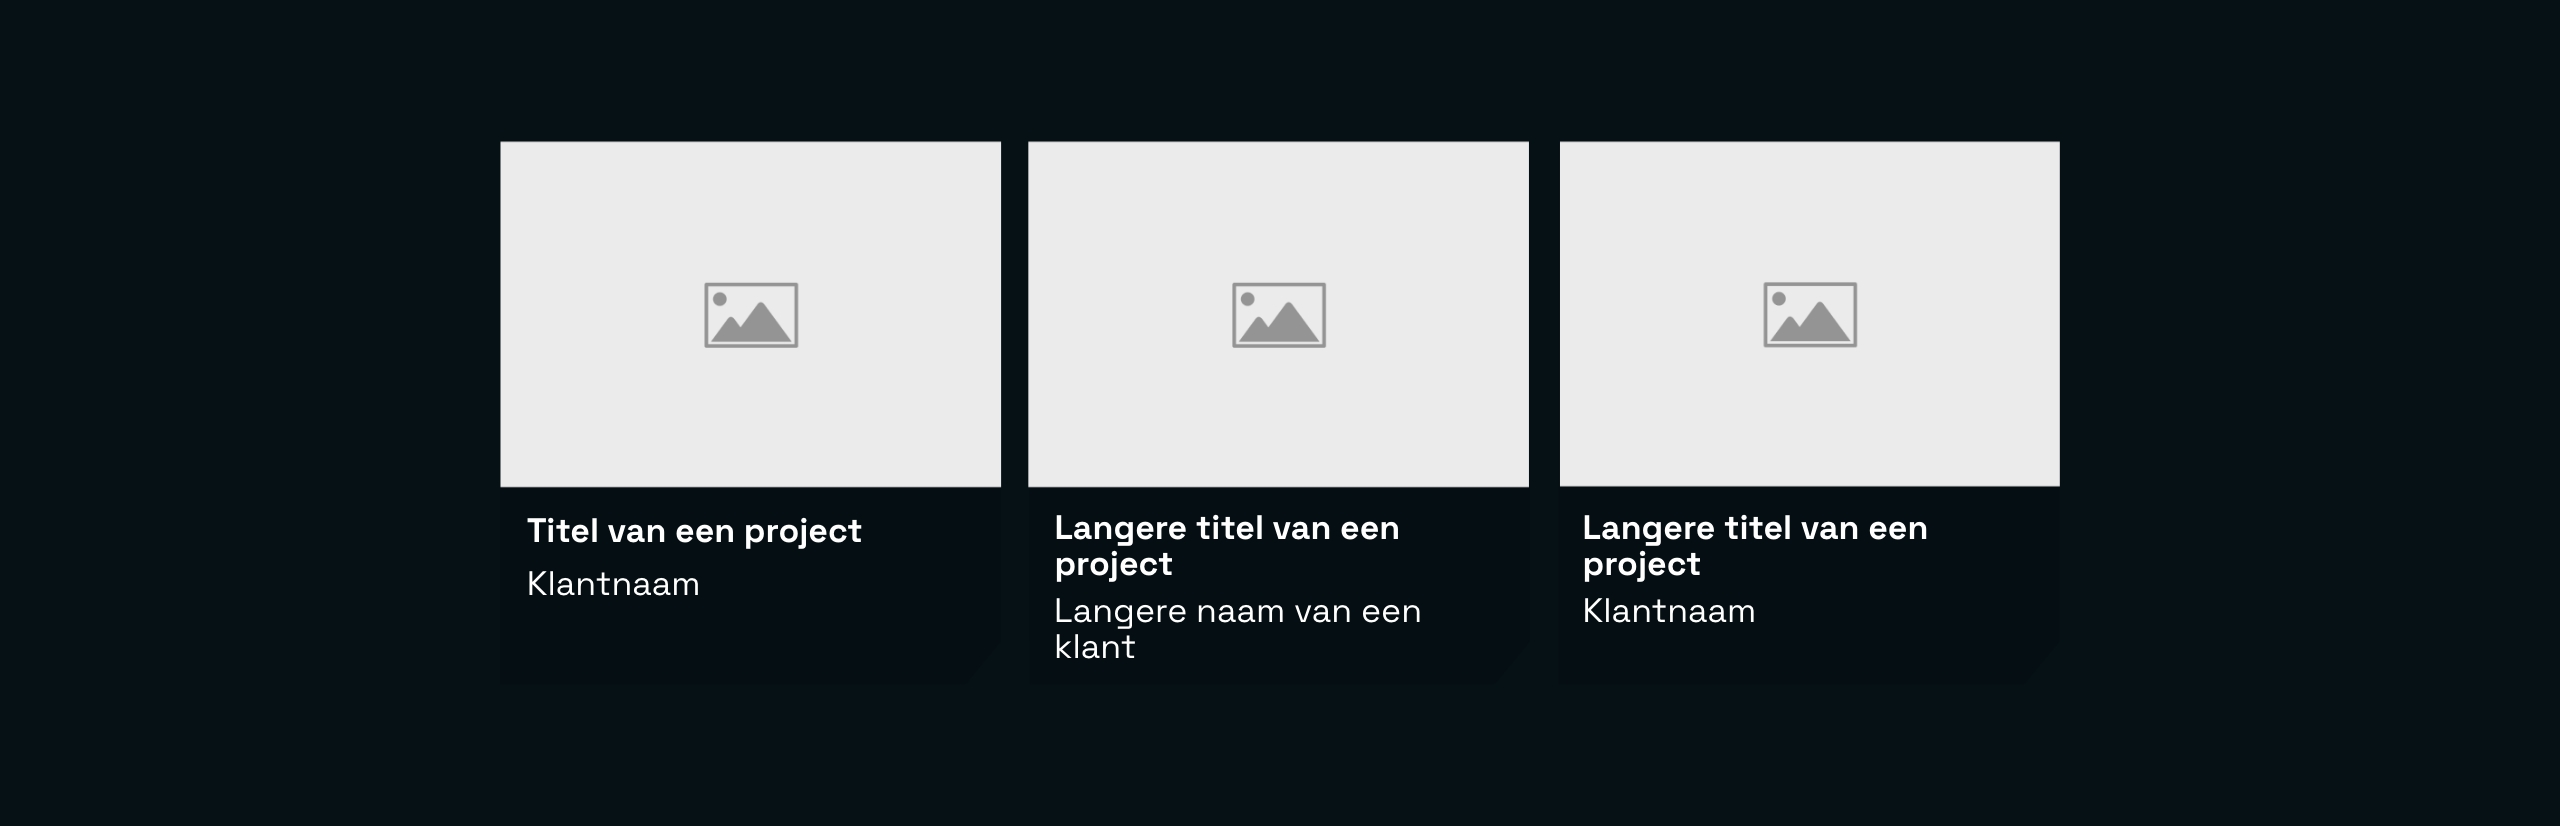 Titel van een project
Klantnaam
Langere titel van een
project
Langere naam van een
klant
Langere titel van een
project
Klantnaam